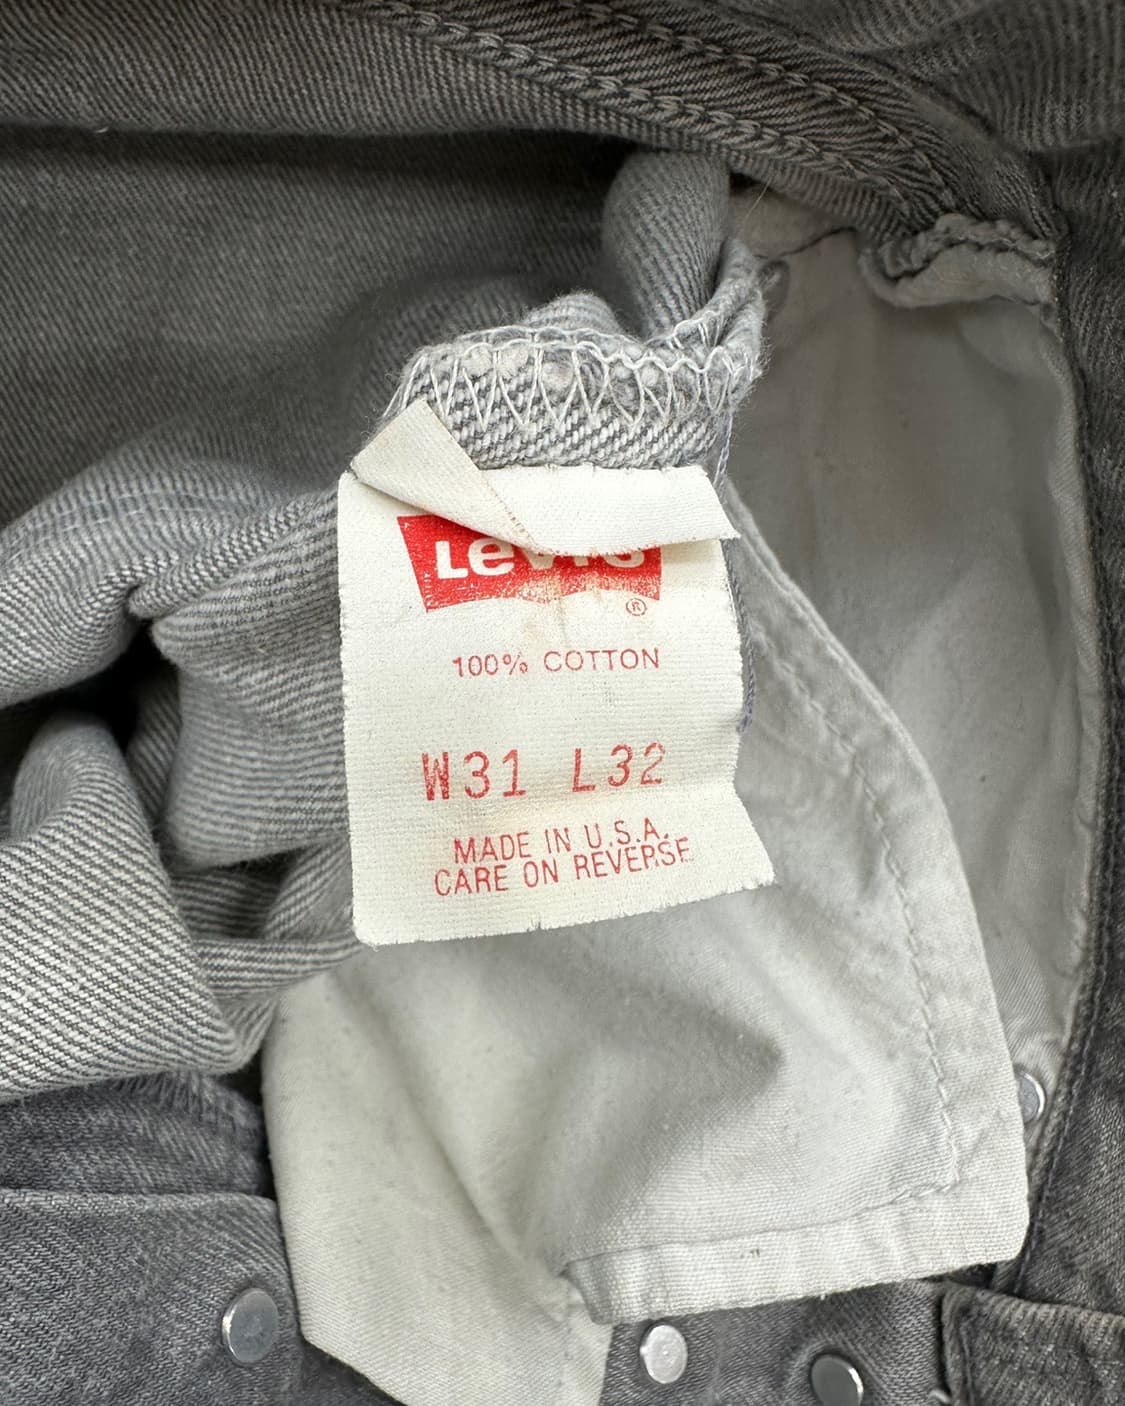 Levi's
®
100% COTTON
W31 L32
MADE IN U.S.A.
CARE ON REVERSE